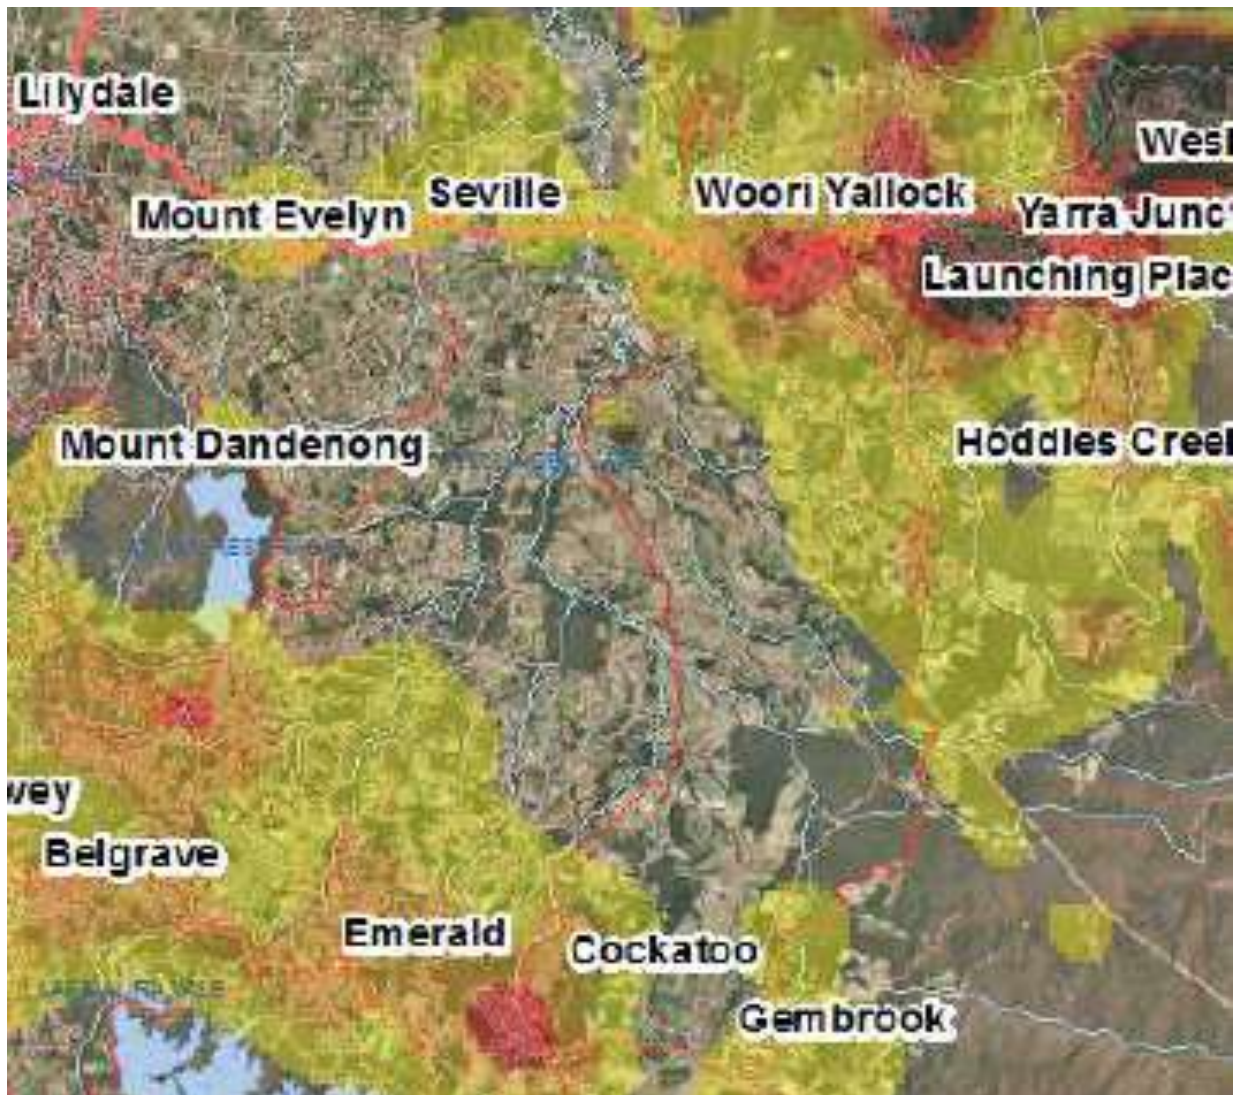 Lilydale
Wesl
Seville
Woori Yallock
Mount Evelyn
Yarra Junc
Launching Plac
Mount Dandenong
Hoddles Creel
vey
Belgrave
Emerald
Cockatoo
Gembrook